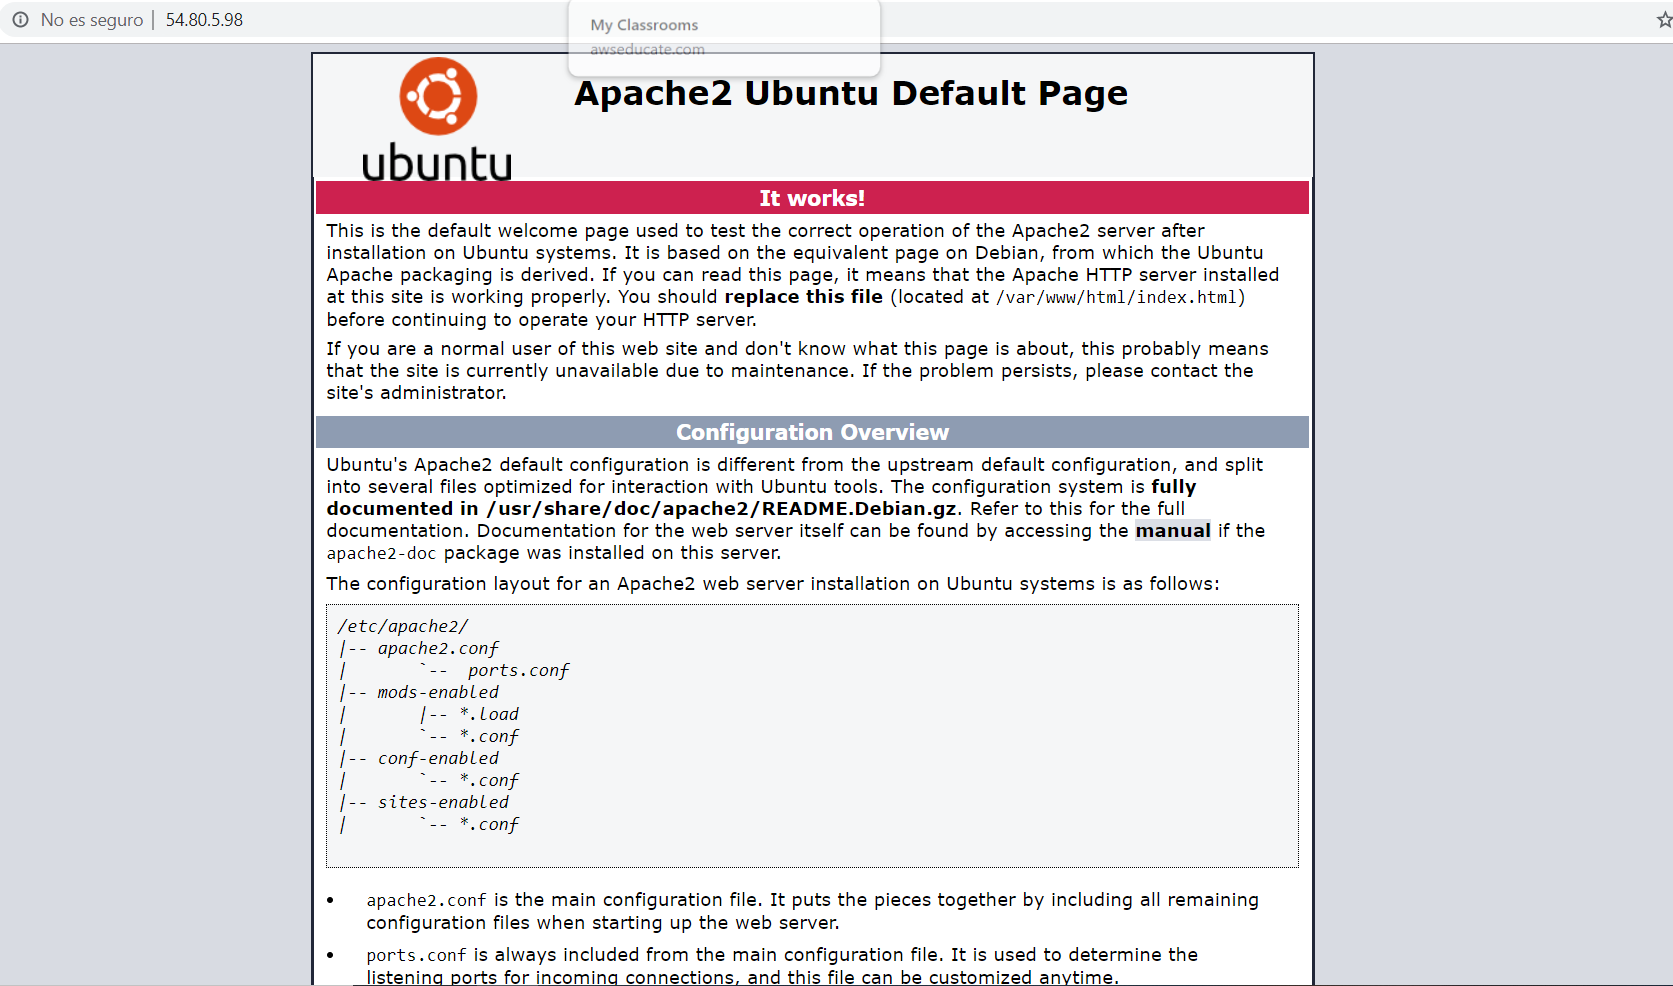 No es seguro | 54.80.5.98
My Classrooms
awseducate.com
ubuntu
Apache2 Ubuntu Default Page
It works!
This is the default welcome page used to test the correct operation of the Apache2 server after
installation on Ubuntu systems. It is based on the equivalent page on Debian, from which the Ubuntu
Apache packaging is derived. If you can read this page, it means that the Apache HTTP server installed
at this site is working properly. You should replace this file (located at /var/www/html/index.html)
before continuing to operate your HTTP server.
If you are a normal user of this web site and don't know what this page is about, this probably means
that the site is currently unavailable due to maintenance. If the problem persists, please contact the
site's administrator.
Configuration Overview
Ubuntu's Apache2 default configuration is different from the upstream default configuration, and split
into several files optimized for interaction with Ubuntu tools. The configuration system is fully
documented in /usr/share/doc/apache2/README.Debian.gz. Refer to this for the full
documentation. Documentation for the web server itself can be found by accessing the manual if the
apache2-doc package was installed on this server.
The configuration layout for an Apache2 web server installation on Ubuntu systems is as follows:
/etc/apache2/
|-- apache2.conf
|       `--  ports.conf
|-- mods-enabled
|       |-- *.load
|       `-- *.conf
|-- conf-enabled
|       `-- *.conf
|-- sites-enabled
|       `-- *.conf
• apache2.conf is the main configuration file. It puts the pieces together by including all remaining
configuration files when starting up the web server.
• ports.conf is always included from the main configuration file. It is used to determine the
listening ports for incoming connections, and this file can be customized anytime.